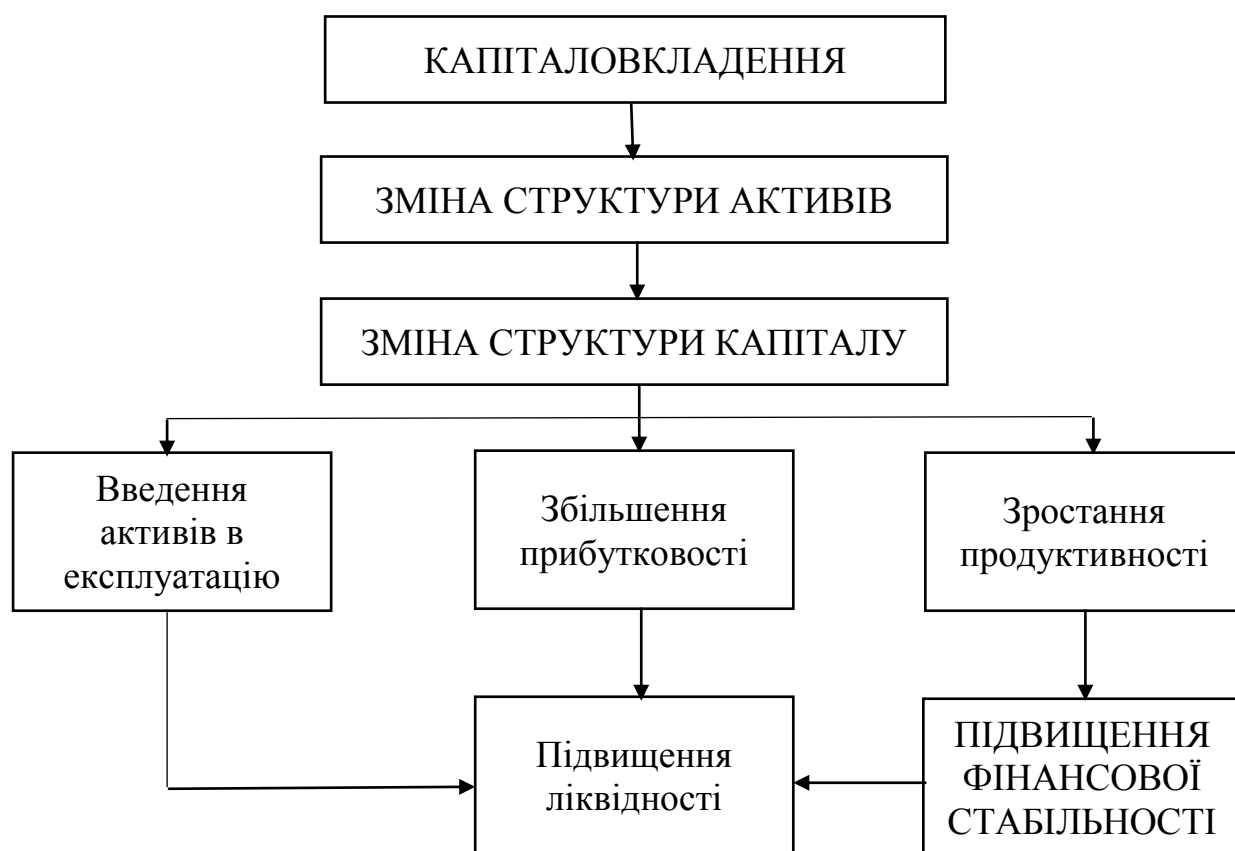 КАПІТАЛОВКЛАДЕННЯ
ЗМІНА СТРУКТУРИ АКТИВІВ
ЗМІНА СТРУКТУРИ КАПІТАЛУ
Введення
активів в
експлуатацію
Збільшення
прибутковості
Зростання
продуктивності
Підвищення
ліквідності
ПІДВИЩЕННЯ
ФІНАНСОВОЇ
СТАБІЛЬНОСТІ